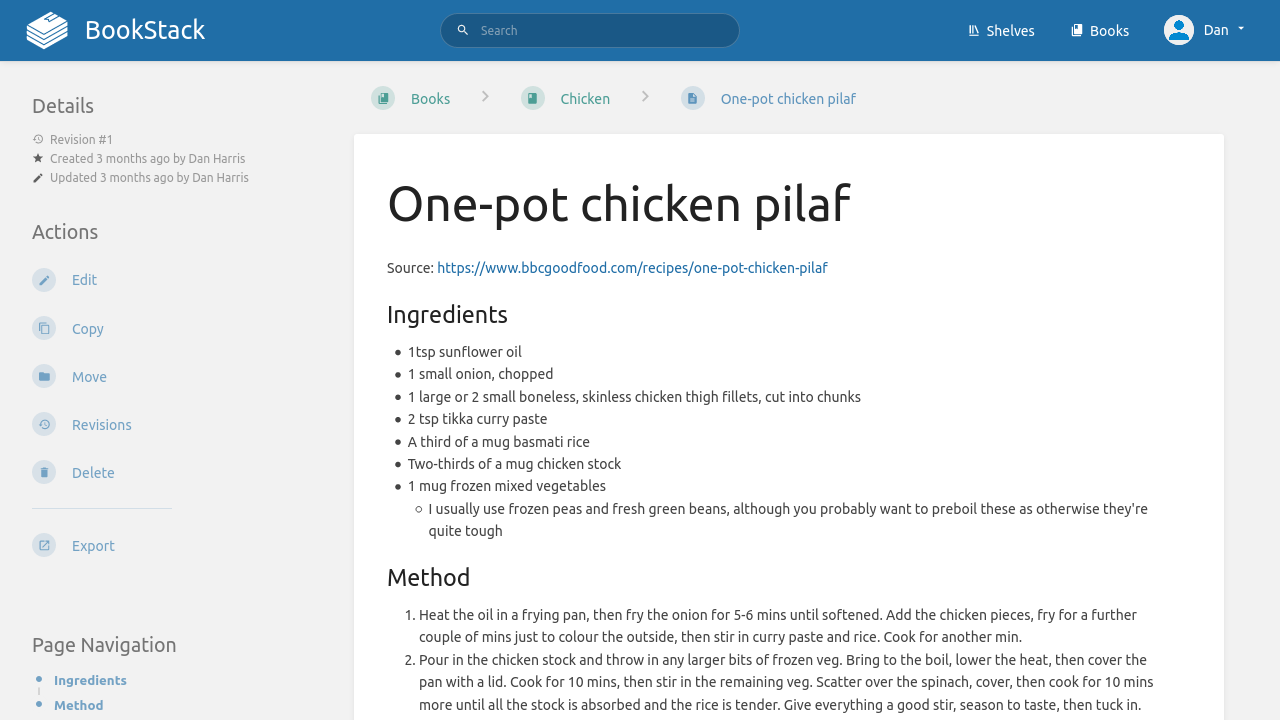 BookStack
Search
Shelves
Books
Dan
Details
Revision #1
Created 3 months ago by Dan Harris
Updated 3 months ago by Dan Harris
Actions
Edit
Copy
Move
Revisions
Delete
Export
Page Navigation
Ingredients
Method
Books
Chicken
One-pot chicken pilaf
One-pot chicken pilaf
Source: https://www.bbcgoodfood.com/recipes/one-pot-chicken-pilaf
Ingredients
1tsp sunflower oil
1 small onion, chopped
1 large or 2 small boneless, skinless chicken thigh fillets, cut into chunks
2 tsp tikka curry paste
A third of a mug basmati rice
Two-thirds of a mug chicken stock
1 mug frozen mixed vegetables
I usually use frozen peas and fresh green beans, although you probably want to preboil these as otherwise they're
quite tough
Method
1. Heat the oil in a frying pan, then fry the onion for 5-6 mins until softened. Add the chicken pieces, fry for a further
couple of mins just to colour the outside, then stir in curry paste and rice. Cook for another min.
2. Pour in the chicken stock and throw in any larger bits of frozen veg. Bring to the boil, lower the heat, then cover the
pan with a lid. Cook for 10 mins, then stir in the remaining veg. Scatter over the spinach, cover, then cook for 10 mins
more until all the stock is absorbed and the rice is tender. Give everything a good stir, season to taste, then tuck in.